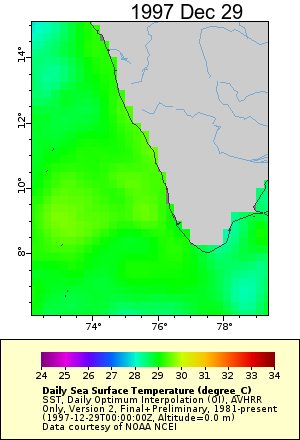 1997 Dec 29
14°
12°
10°
8°
74°
76°
78°
24 25 26 27 28 29 30 31 32 33 34
Daily Sea Surface Temperature (degree_C)
SST, Daily Optimum Interpolation (OI), AVHRR
Only, Version 2, Final+Preliminary, 1981-present
(1997-12-29T00:00:00Z, Altitude=0.0 m)
Data courtesy of NOAA NCEI